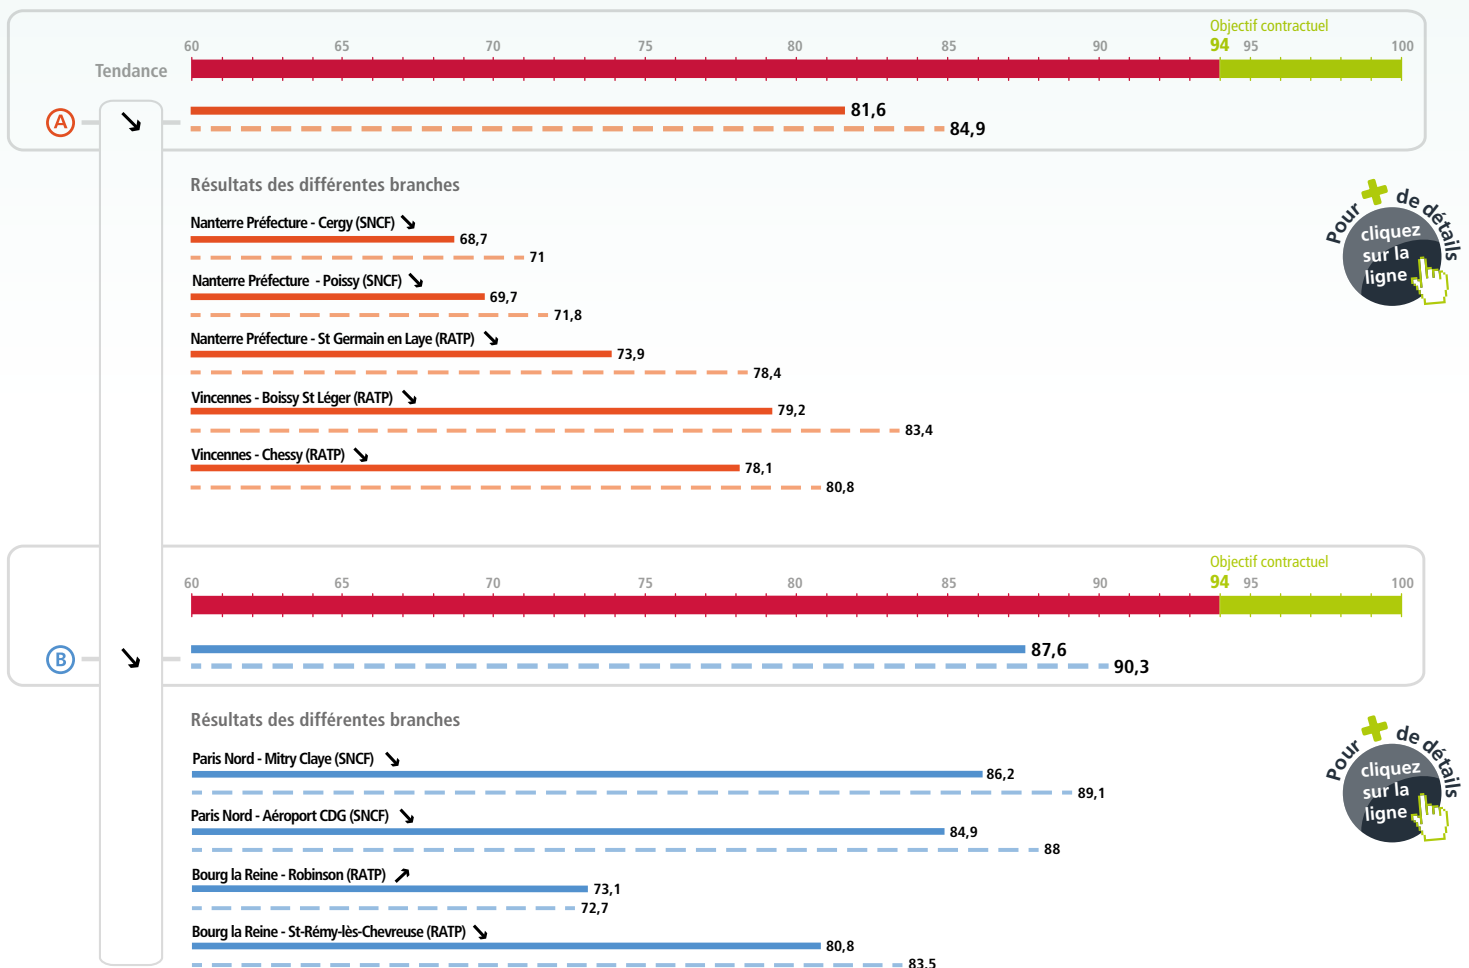 Objectif contractuel
60 65 70 75 80 85 90 94 95 100
Tendance
A
81,6
84,9
Résultats des différentes branches
Nanterre Préfecture - Cergy (SNCF)
68,7
71
Nanterre Préfecture - Poissy (SNCF)
69,7
71,8
Nanterre Préfecture - St Germain en Laye (RATP)
73,9
78,4
Vincennes - Boissy St Léger (RATP)
79,2
83,4
Vincennes - Chessy (RATP)
78,1
80,8
Pour + de détails
cliquez
sur la
ligne
Objectif contractuel
60 65 70 75 80 85 90 94 95 100
B
87,6
90,3
Résultats des différentes branches
Paris Nord - Mitry Claye (SNCF)
86,2
89,1
Paris Nord - Aéroport CDG (SNCF)
84,9
88
Bourg la Reine - Robinson (RATP)
73,1
72,7
Bourg la Reine - St-Rémy-lès-Chevreuse (RATP)
80,8
83,5
Pour + de détails
cliquez
sur la
ligne